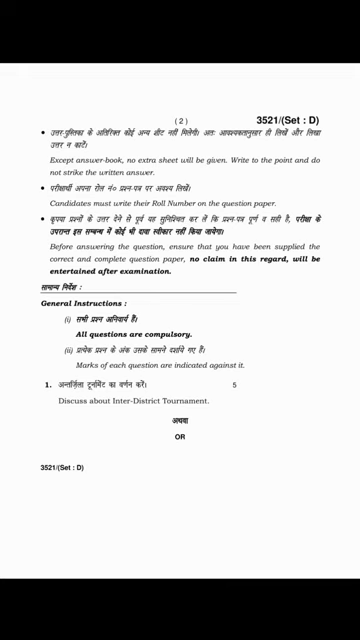 ( 2 ) 3521/(Set : D)
• उत्तर-पुस्तिका के अतिरिक्त कोई अन्य शीट नहीं मिलेगी। अतः आवश्यकतानुसार ही लिखें और लिखा
उत्तर न काटें।
Except answer-book, no extra sheet will be given. Write to the point and do
not strike the written answer.
• परीक्षार्थी अपना रोल नं० प्रश्न-पत्र पर अवश्य लिखें।
Candidates must write their Roll Number on the question paper.
• कृपया प्रश्नों के उत्तर देने से पूर्व यह सुनिश्चित कर लें कि प्रश्न-पत्र पूर्ण व सही है, परीक्षा के
उपरान्त इस सम्बन्ध में कोई भी दावा स्वीकार नहीं किया जायेगा।
Before answering the question, ensure that you have been supplied the
correct and complete question paper, no claim in this regard, will be
entertained after examination.
सामान्य निर्देश :
General Instructions :
(i) सभी प्रश्न अनिवार्य हैं।
All questions are compulsory.
(ii) प्रत्येक प्रश्न के अंक उसके सामने दर्शाये गए हैं।
Marks of each question are indicated against it.
1. अन्तर्ज़िला टूर्नामेंट का वर्णन करें। 5
Discuss about Inter-District Tournament.
अथवा
OR
3521/(Set : D)